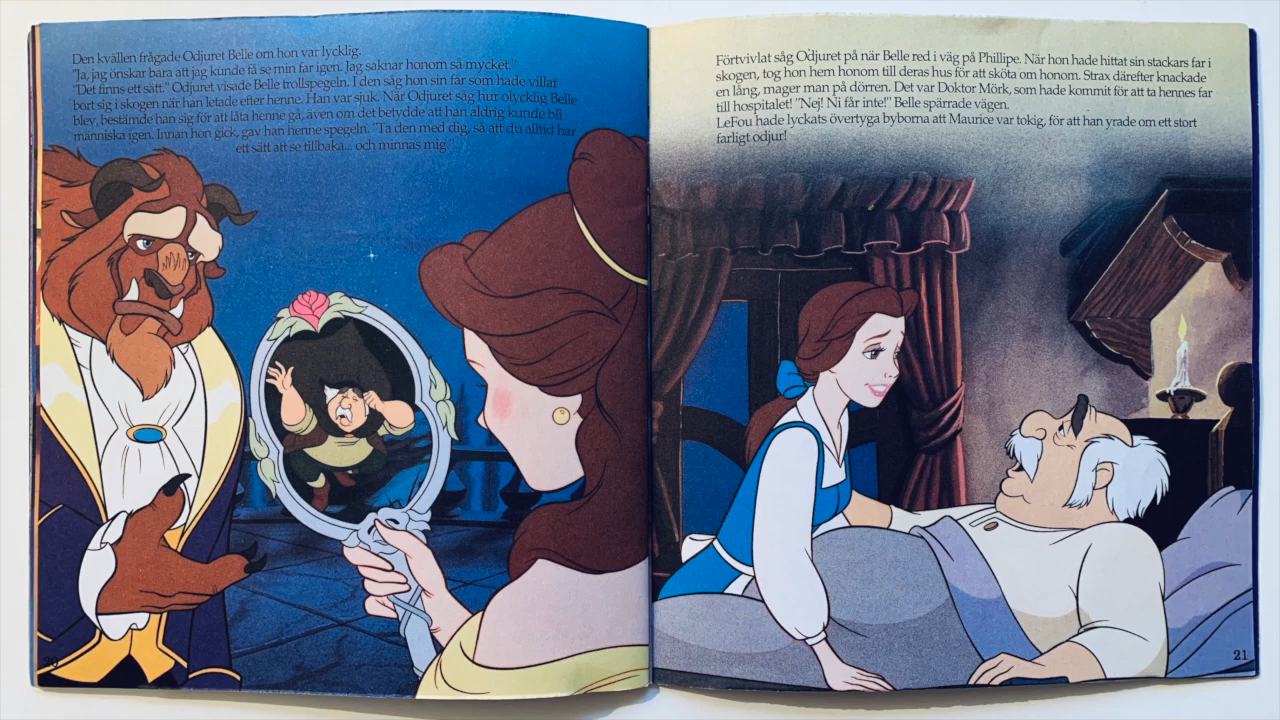 Den kvällen frågade Odjuret Belle om hon var lycklig.
"Ja, jag önskar bara att jag kunde få se min far igen. Jag saknar honom så mycket."
"Det finns ett sätt." Odjuret visade Belle trollspegeln. I den såg hon sin far som hade villat
bort sig i skogen när han letade efter henne. Han var sjuk. När Odjuret såg hur olycklig Belle
blev, bestämde han sig för att låta henne gå, även om det betydde att han aldrig kunde bli
människa igen. Innan hon gick, gav han henne spegeln. "Ta den med dig, så att du alltid har
ett sätt att se tillbaka... och minnas mig."
20
Förtvivlat såg Odjuret på när Belle red i väg på Phillipe. När hon hade hittat sin stackars far i
skogen, tog hon hem honom till deras hus för att sköta om honom. Strax därefter knackade
en lång, mager man på dörren. Det var Doktor Mörk, som hade kommit för att ta hennes far
till hospitalet! "Nej! Ni får inte!" Belle spärrade vägen.
LeFou hade lyckats övertyga byborna att Maurice var tokig, för att han yrade om ett stort
farligt odjur!
21